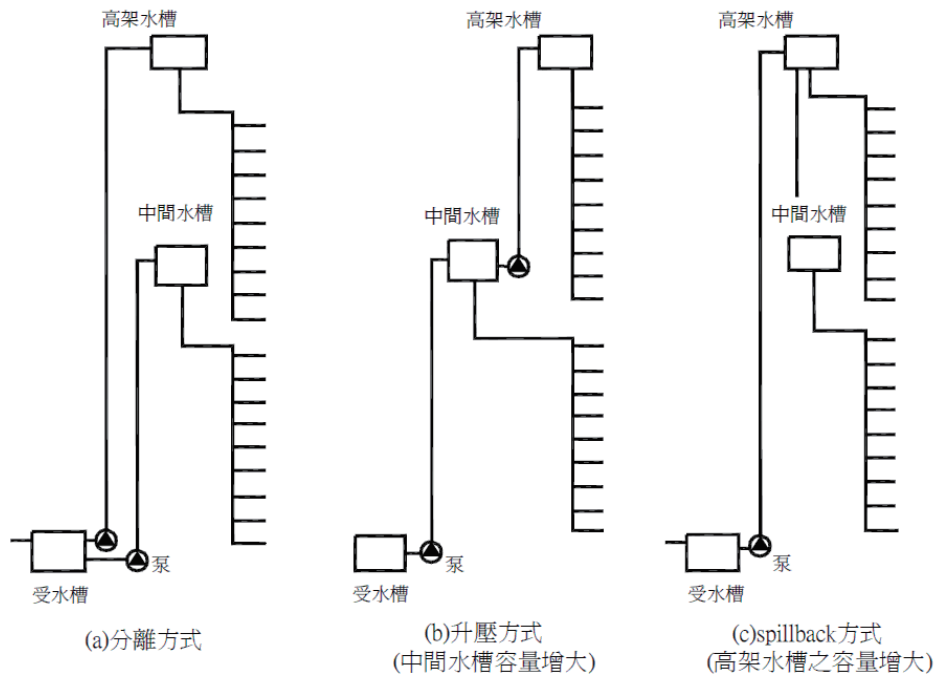 高架水槽
中間水槽
泵
受水槽
(a)分離方式
高架水槽
中間水槽
泵
受水槽
(b)升壓方式
(中間水槽容量增大)
高架水槽
中間水槽
泵
受水槽
(c)spillback方式
(高架水槽之容量增大)